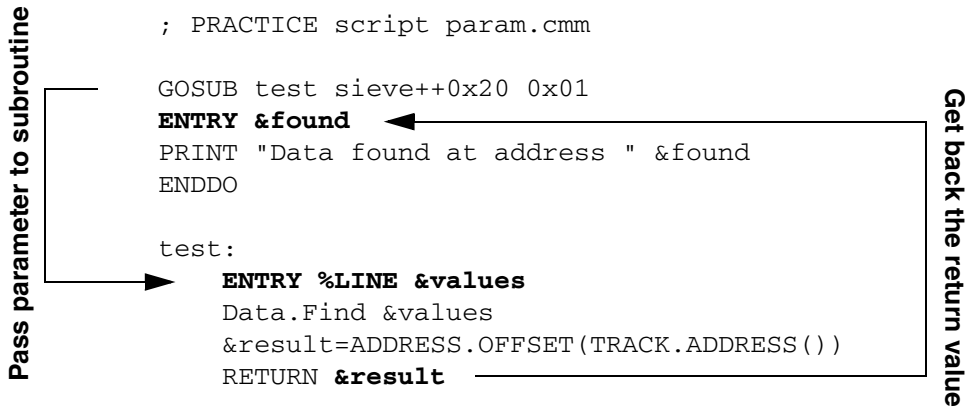 Pass parameter to subroutine
; PRACTICE script param.cmm
GOSUB test sieve++0x20 0x01
ENTRY &found
PRINT "Data found at address " &found
ENDDO
test:
ENTRY %LINE &values
Data.Find &values
&result=ADDRESS.OFFSET(TRACK.ADDRESS())
RETURN &result
Get back the return value